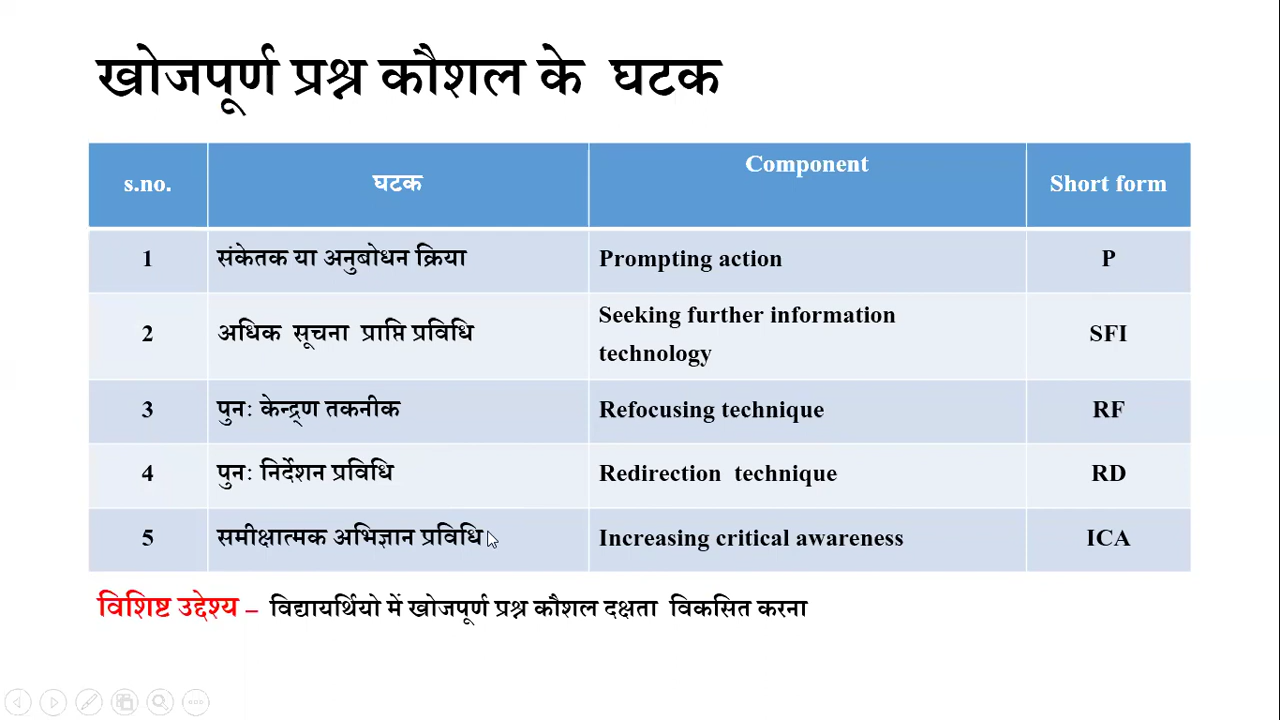 खोजपूर्ण प्रश्न कौशल के घटक
s.no. घटक Component Short form
1 संकेतक या अनुबोधन क्रिया Prompting action P
2 अधिक सूचना प्राप्ति प्रविधि Seeking further information technology SFI
3 पुनः केन्द्र्ण तकनीक Refocusing technique RF
4 पुनः निर्देशन प्रविधि Redirection technique RD
5 समीक्षात्मक अभिज्ञान प्रविधि Increasing critical awareness ICA
विशिष्ट उद्देश्य – विद्यायर्थियो में खोजपूर्ण प्रश्न कौशल दक्षता विकसित करना